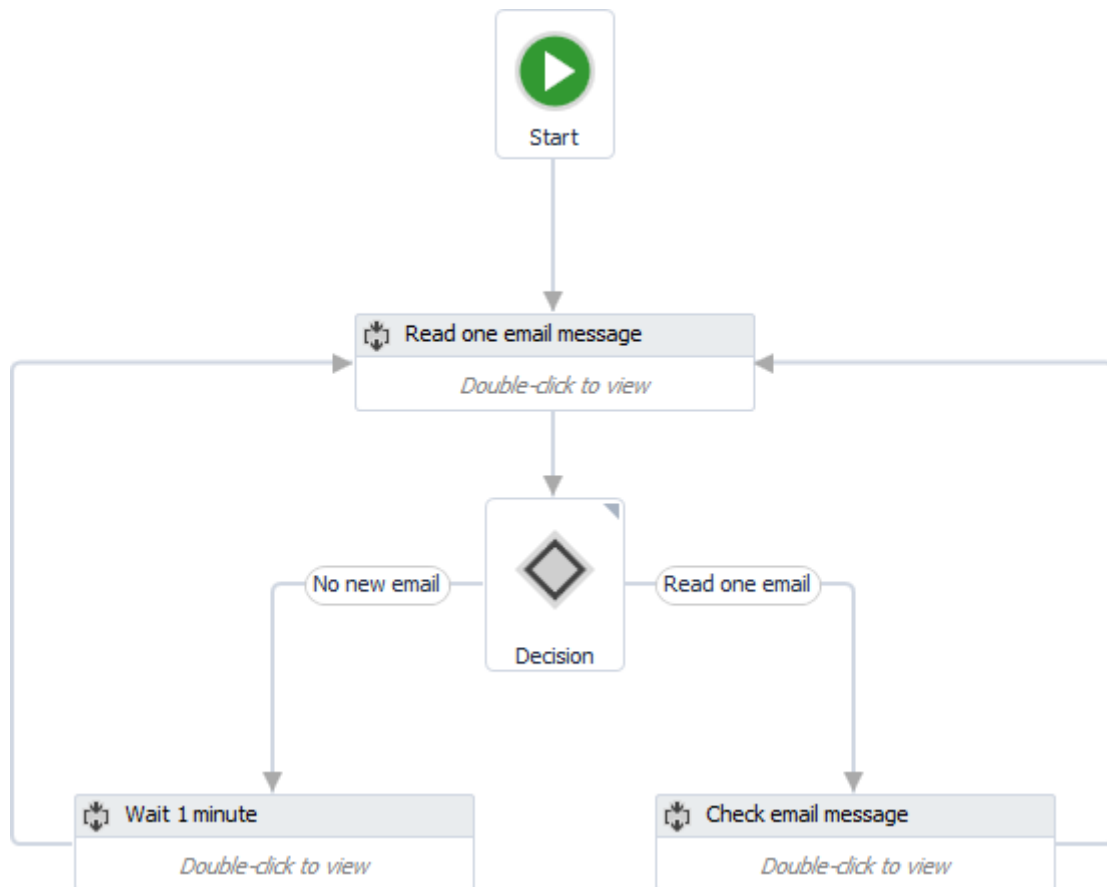 Start
Read one email message
Double-click to view
No new email
Read one email
Decision
Wait 1 minute
Check email message
Double-click to view
Double-click to view